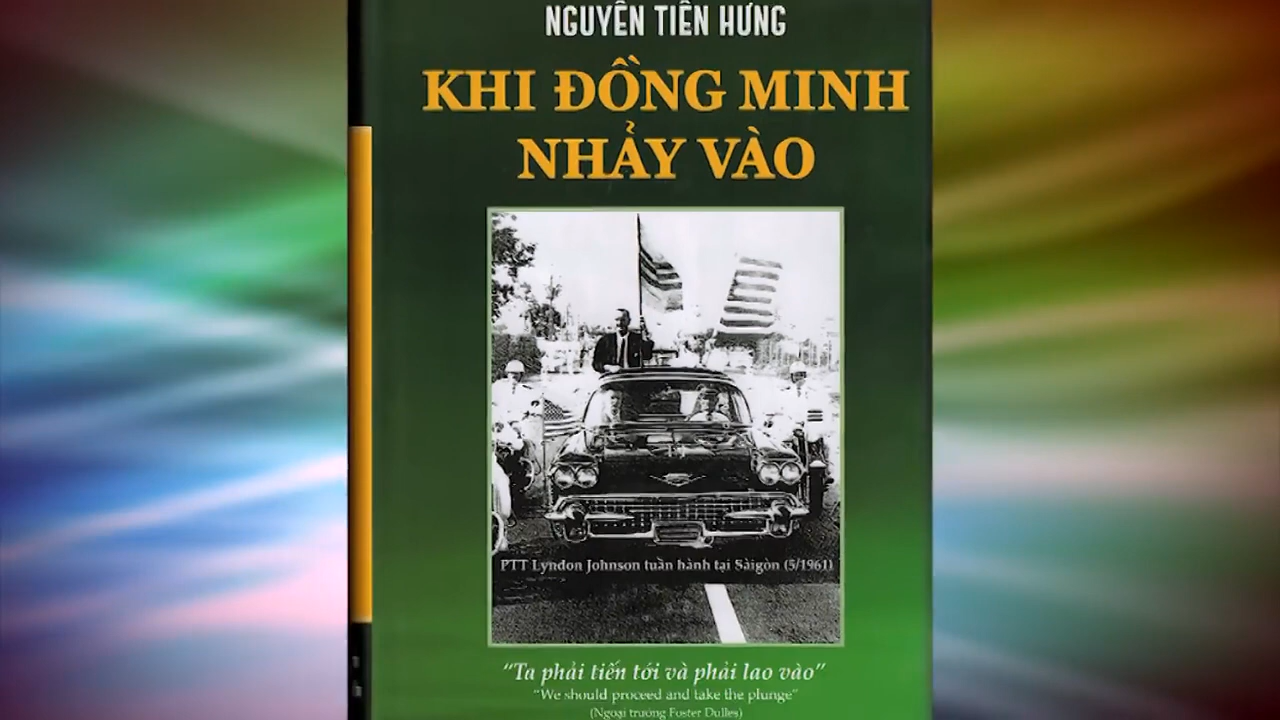 NGUYỄN TIẾN HƯNG
KHI ĐỒNG MINH
NHẢY VÀO
PTT Lyndon Johnson tuần hành tại Sàigòn (5/1961)
“Ta phải tiến tới và phải lao vào”
“We should proceed and take the plunge”
(Ngoại trưởng Foster Dulles)